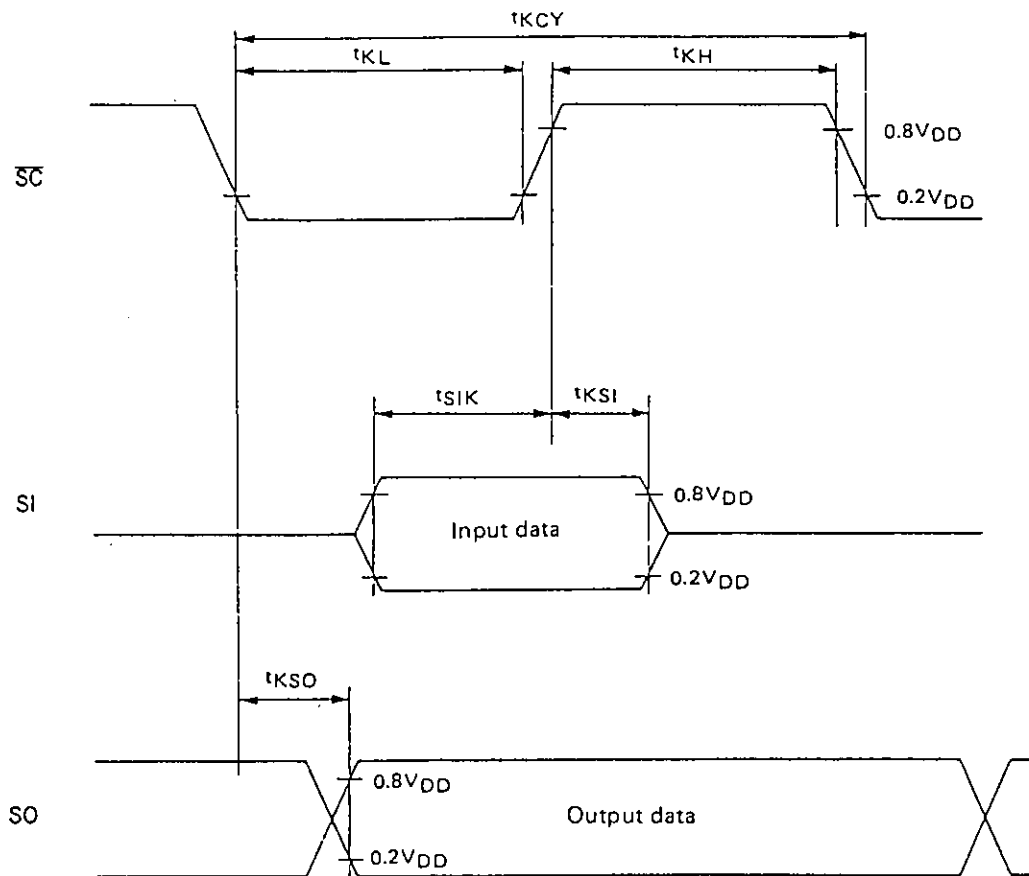 tKCY
tKL
tKH
SC
0.8VDD
0.2VDD
tSIK
tKSI
SI
0.8VDD
Input data
0.2VDD
tKSO
SO
0.8VDD
Output data
0.2VDD